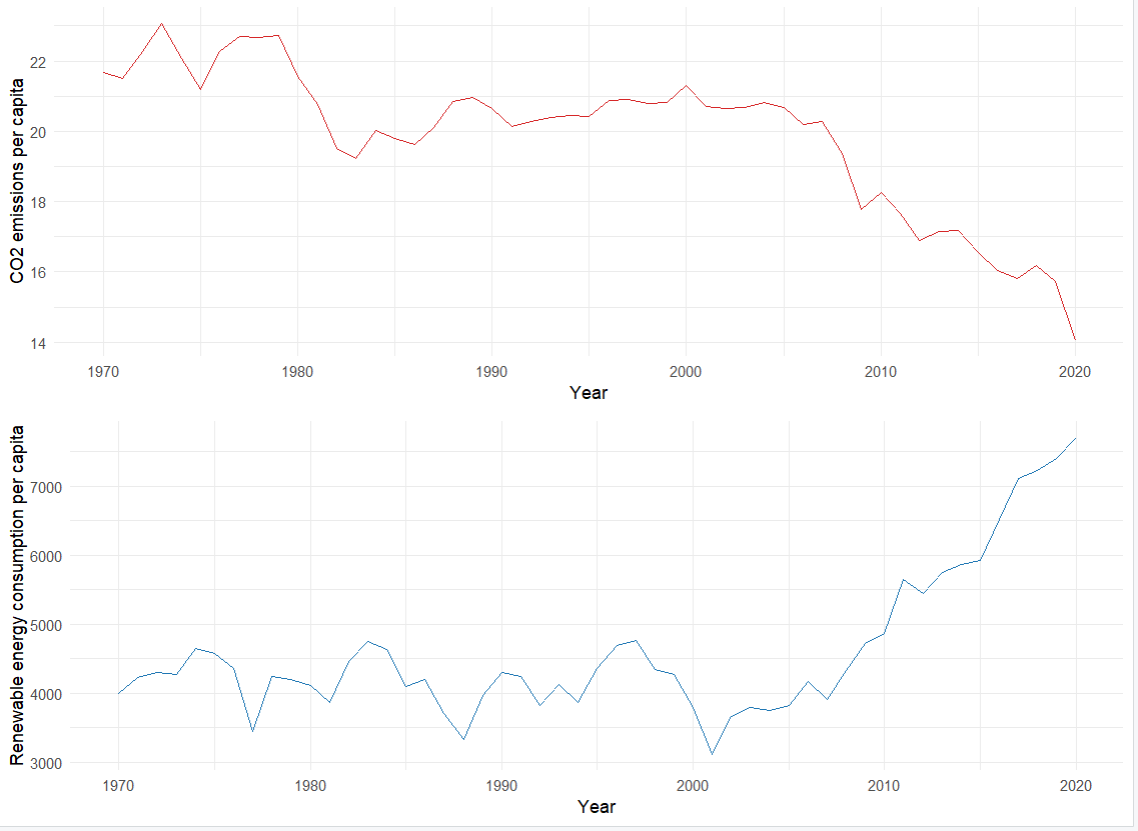 CO2 emissions per capita
22
20
18
16
14
1970 1980 1990 2000 2010 2020
Year
Renewable energy consumption per capita
7000
6000
5000
4000
3000
1970 1980 1990 2000 2010 2020
Year